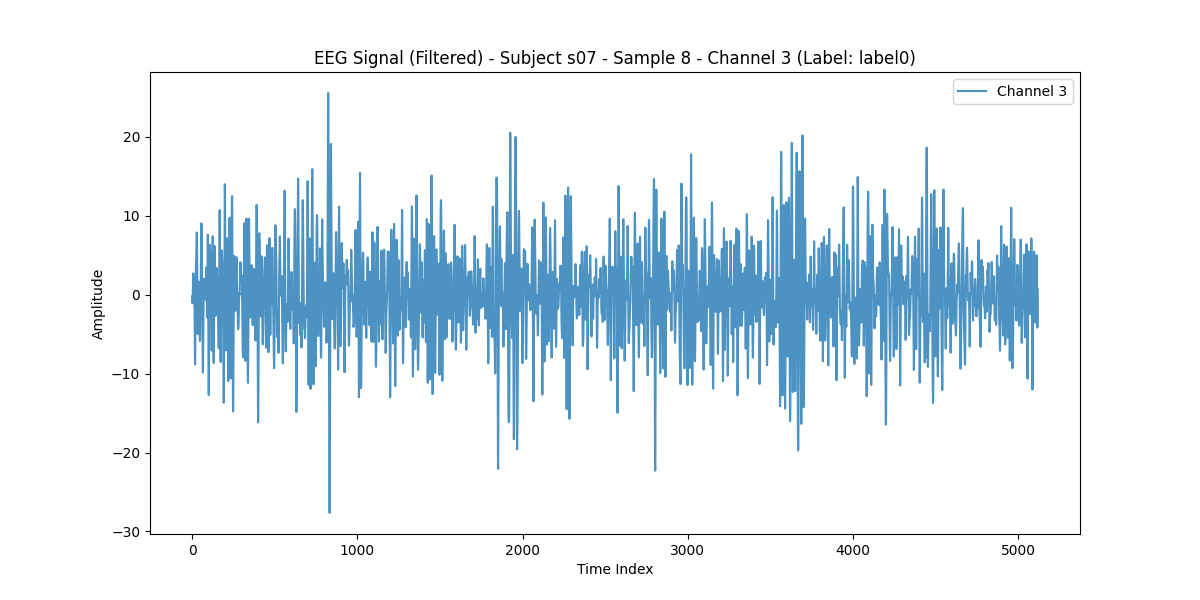 EEG Signal (Filtered) - Subject s07 - Sample 8 - Channel 3 (Label: label0)
Channel 3
20
10
0
−10
−20
−30
Amplitude
0 1000 2000 3000 4000 5000
Time Index